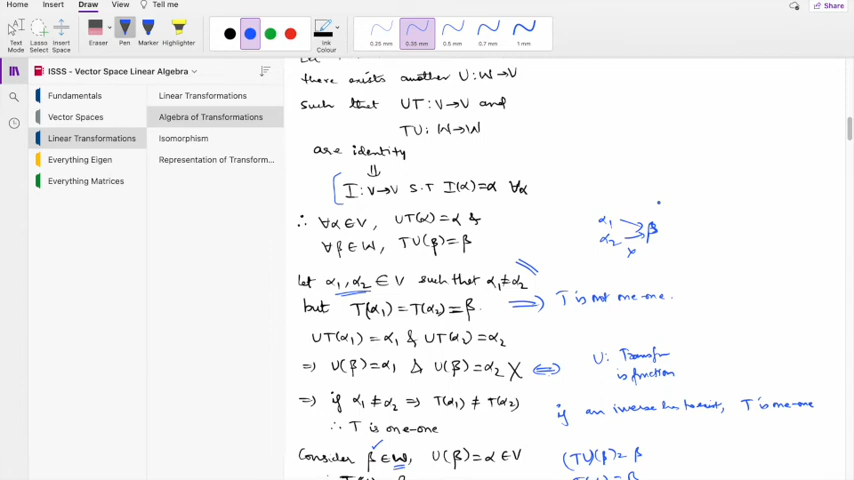 Home Insert Draw View Tell me
Share
Text Mode
Lasso Select
Insert Space
Eraser
Pen
Marker
Highlighter
Ink Colour
0.25 mm
0.35 mm
0.5 mm
0.7 mm
1 mm
ISSS - Vector Space Linear Algebra
Fundamentals
Vector Spaces
Linear Transformations
Everything Eigen
Everything Matrices
Linear Transformations
Algebra of Transformations
Isomorphism
Representation of Transform...
there exists another U: W→V
such that UT: V→V and
TU: W→W
are identity
⇓
I: V→V S.T I(α)=α ∀α
∴ ∀α∈V, UT(α)=α &
∀β∈W, TU(β)=β
α₁
α₂
β
x
let α₁,α₂ ∈ V such that α₁≠α₂
but T(α₁)=T(α₂)=β. ⇒ T is not one-one.
UT(α₁)=α₁ & UT(α₂)=α₂
⇒ U(β)=α₁ & U(β)=α₂ X ⇔
U: Transfm
is function
⇒ if α₁≠α₂ ⇒ T(α₁)≠T(α₂)
if an inverse has to exist, T is one-one
∴ T is one-one
Consider β∈W, U(β)=α∈V
(TU)(β)=β